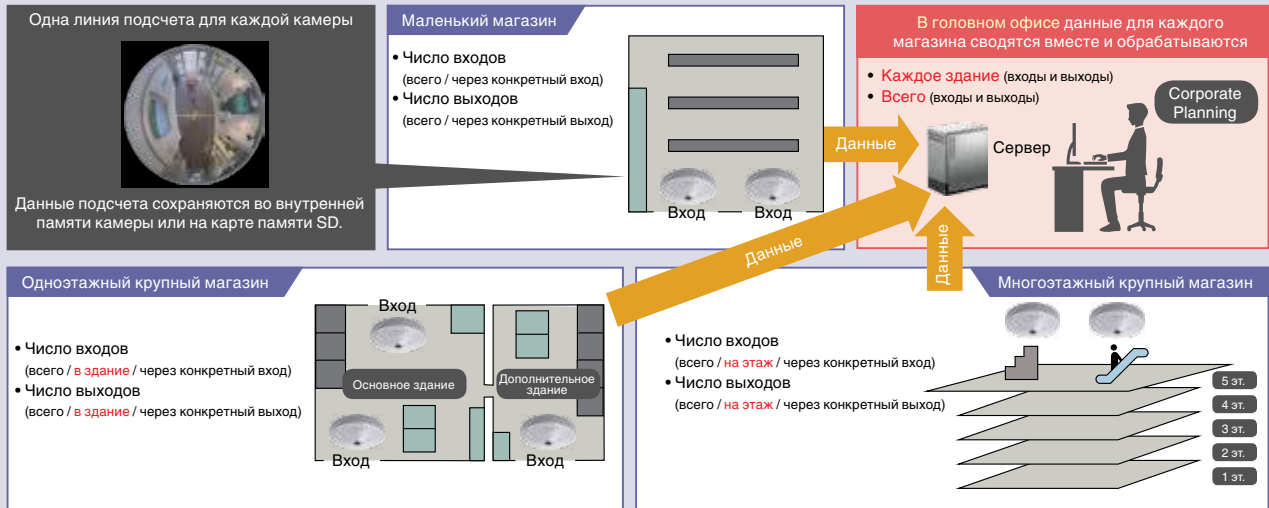 Одна линия подсчета для каждой камеры
Данные подсчета сохраняются во внутренней
памяти камеры или на карте памяти SD.
Маленький магазин
• Число входов
(всего / через конкретный вход)
• Число выходов
(всего / через конкретный выход)
Вход
Вход
Данные
В головном офисе данные для каждого
магазина сводятся вместе и обрабатываются
• Каждое здание (входы и выходы)
• Всего (входы и выходы)
Corporate
Planning
Сервер
Данные
Данные
Одноэтажный крупный магазин
• Число входов
(всего / в здание / через конкретный вход)
• Число выходов
(всего / в здание / через конкретный выход)
Вход
Основное здание
Дополнительное
здание
Вход
Вход
Многоэтажный крупный магазин
• Число входов
(всего / на этаж / через конкретный вход)
• Число выходов
(всего / на этаж / через конкретный выход)
5 эт.
4 эт.
3 эт.
2 эт.
1 эт.